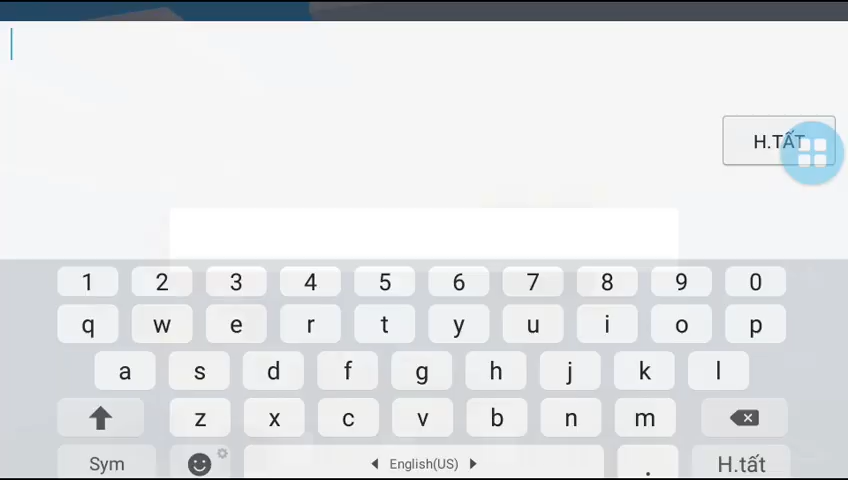 H.TẤT
1 2 3 4 5 6 7 8 9 0
q w e r t y u i o p
a s d f g h j k l
z x c v b n m
Sym English(US) . H.tất